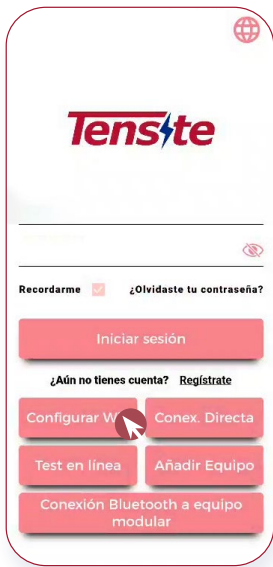 Tensite
Recordarme ¿Olvidaste tu contraseña?
Iniciar sesión
¿Aún no tienes cuenta? Regístrate
Configurar Conex. Directa
Test en línea Añadir Equipo
Conexión Bluetooth a equipo
modular